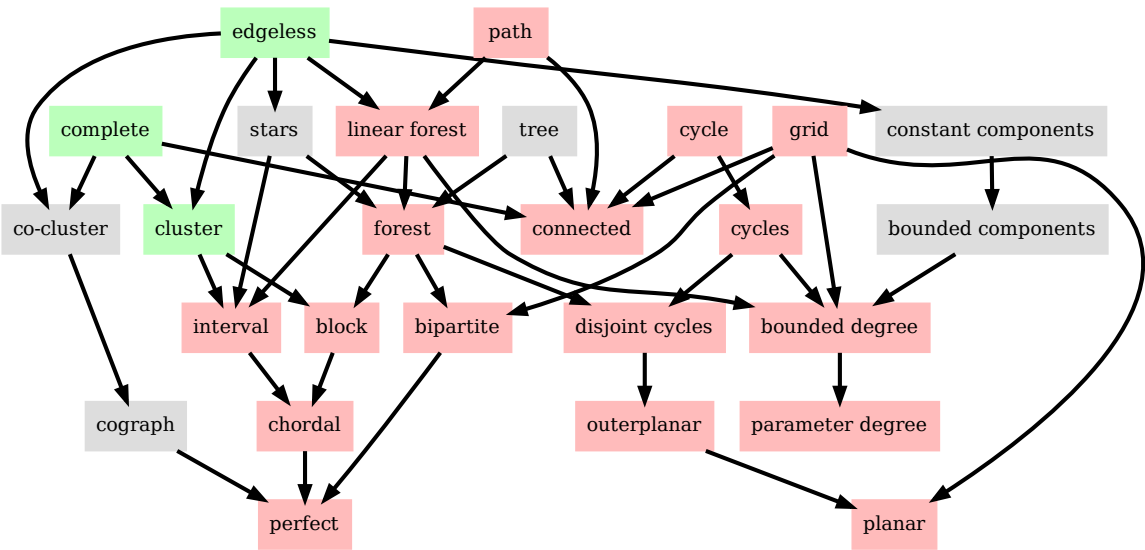 edgeless
path
complete
stars
linear forest
tree
cycle
grid
constant components
co-cluster
cluster
forest
connected
cycles
bounded components
interval
block
bipartite
disjoint cycles
bounded degree
cograph
chordal
outerplanar
parameter degree
perfect
planar